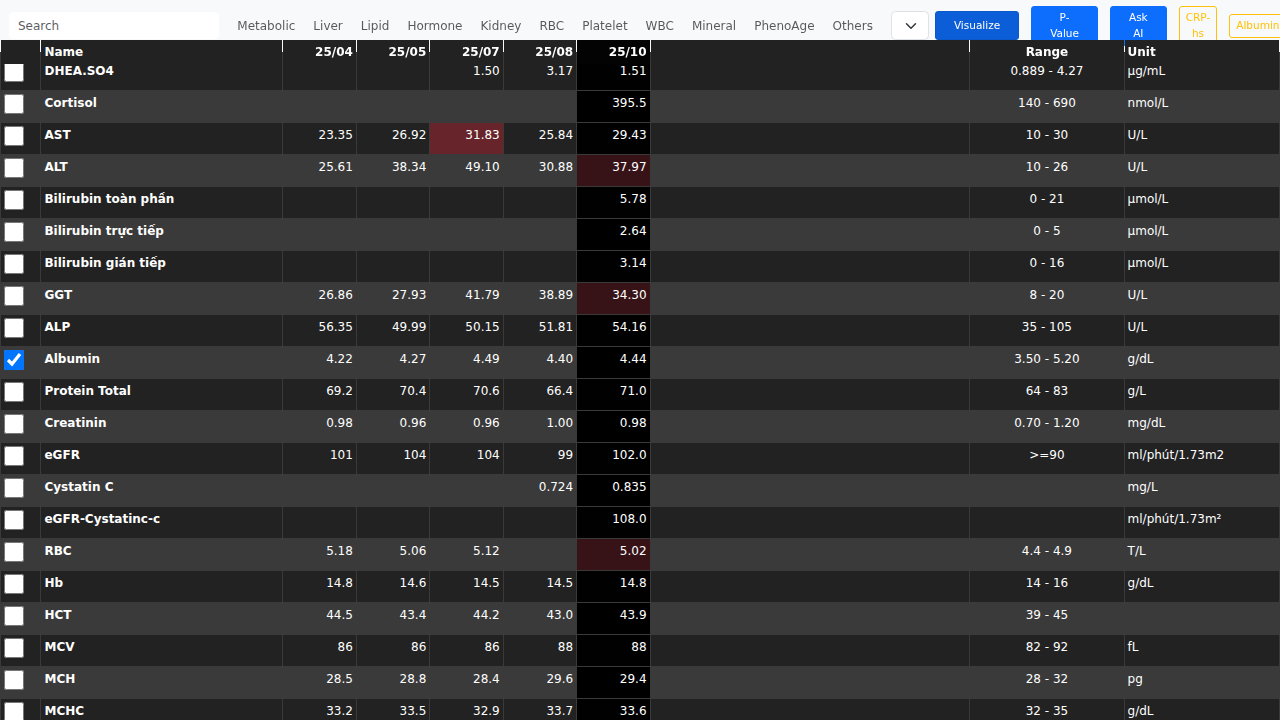 Search Metabolic Liver Lipid Hormone Kidney RBC Platelet WBC Mineral PhenoAge Others Visualize P-Value Ask AI CRP-hs Albumin
Name 25/04 25/05 25/07 25/08 25/10 Range Unit
DHEA.SO4 1.50 3.17 1.51 0.889 - 4.27 µg/mL
Cortisol 395.5 140 - 690 nmol/L
AST 23.35 26.92 31.83 25.84 29.43 10 - 30 U/L
ALT 25.61 38.34 49.10 30.88 37.97 10 - 26 U/L
Bilirubin toàn phần 5.78 0 - 21 µmol/L
Bilirubin trực tiếp 2.64 0 - 5 µmol/L
Bilirubin gián tiếp 3.14 0 - 16 µmol/L
GGT 26.86 27.93 41.79 38.89 34.30 8 - 20 U/L
ALP 56.35 49.99 50.15 51.81 54.16 35 - 105 U/L
Albumin 4.22 4.27 4.49 4.40 4.44 3.50 - 5.20 g/dL
Protein Total 69.2 70.4 70.6 66.4 71.0 64 - 83 g/L
Creatinin 0.98 0.96 0.96 1.00 0.98 0.70 - 1.20 mg/dL
eGFR 101 104 104 99 102.0 >=90 ml/phút/1.73m2
Cystatin C 0.724 0.835 mg/L
eGFR-Cystatinc-c 108.0 ml/phút/1.73m²
RBC 5.18 5.06 5.12 5.02 4.4 - 4.9 T/L
Hb 14.8 14.6 14.5 14.5 14.8 14 - 16 g/dL
HCT 44.5 43.4 44.2 43.0 43.9 39 - 45
MCV 86 86 86 88 88 82 - 92 fL
MCH 28.5 28.8 28.4 29.6 29.4 28 - 32 pg
MCHC 33.2 33.5 32.9 33.7 33.6 32 - 35 g/dL